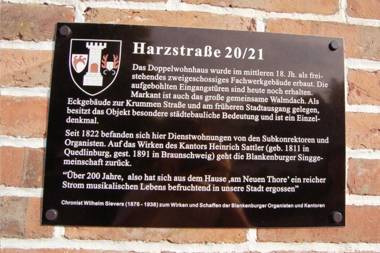 Harzstraße 20/21
Das Doppelwohnhaus wurde im mittleren 18. Jh. als frei-
stehendes zweigeschossiges Fachwerkgebäude erbaut. Die
aufgebohlten Eingangstüren sind heute noch erhalten.
Markant ist auch das große gemeinsame Walmdach. Als
Eckgebäude zur Krummen Straße und am früheren Stadtausgang gelegen,
besitzt das Objekt besondere städtebauliche Bedeutung und ist ein Einzel-
denkmal.
Seit 1822 befanden sich hier Dienstwohnungen von den Subkonrektoren und
Organisten. Auf das Wirken des Kantors Heinrich Sattler (geb. 1811 in
Quedlinburg, gest. 1891 in Braunschweig) geht die Blankenburger Singge-
meinschaft zurück.
“Über 200 Jahre, also hat sich aus dem Hause ‚am Neuen Thore’ ein reicher
Strom musikalischen Lebens befruchtend in unsere Stadt ergossen”
Chronist Wilhelm Sievers (1876 - 1938) zum Wirken und Schaffen der Blankenburger Organisten und Kantoren